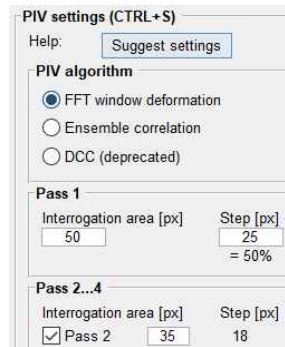 PIV settings (CTRL+S)
Help: Suggest settings
PIV algorithm
FFT window deformation
Ensemble correlation
DCC (deprecated)
Pass 1
Interrogation area [px] Step [px]
50 25
= 50%
Pass 2...4
Interrogation area [px] Step [px]
Pass 2 35 18